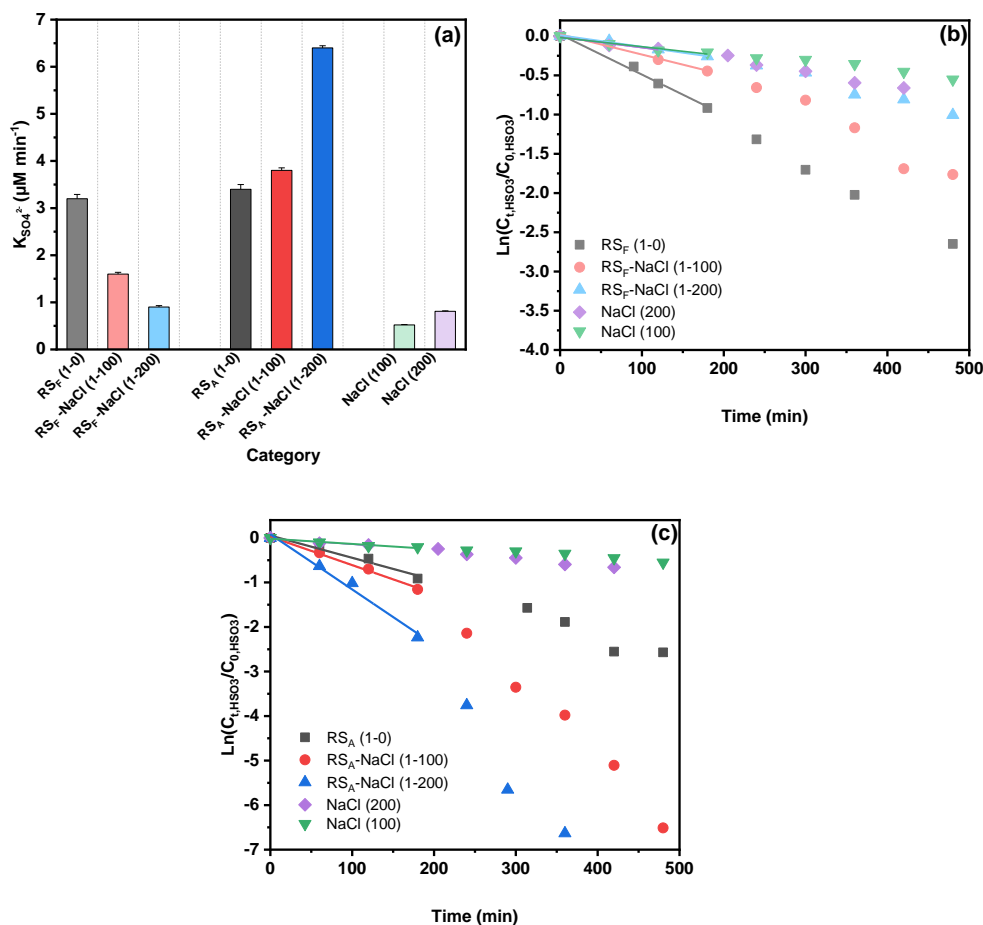 (a)
7
6
5
4
3
2
1
0
K_SO4^2- (μM min⁻¹)
RS_F (1-0)
RS_F-NaCl (1-100)
RS_F-NaCl (1-200)
RS_A (1-0)
RS_A -NaCl (1-100)
RS_A -NaCl (1-200)
NaCl (100)
NaCl (200)
Category
(b)
0.0
-0.5
-1.0
-1.5
-2.0
-2.5
-3.0
-3.5
-4.0
Ln(C_t,HSO3/C_0,HSO3)
RS_F (1-0)
RS_F-NaCl (1-100)
RS_F-NaCl (1-200)
NaCl (200)
NaCl (100)
0 100 200 300 400 500
Time (min)
(c)
0
-1
-2
-3
-4
-5
-6
-7
Ln(C_t,HSO3/C_0,HSO3)
RS_A (1-0)
RS_A-NaCl (1-100)
RS_A-NaCl (1-200)
NaCl (200)
NaCl (100)
0 100 200 300 400 500
Time (min)